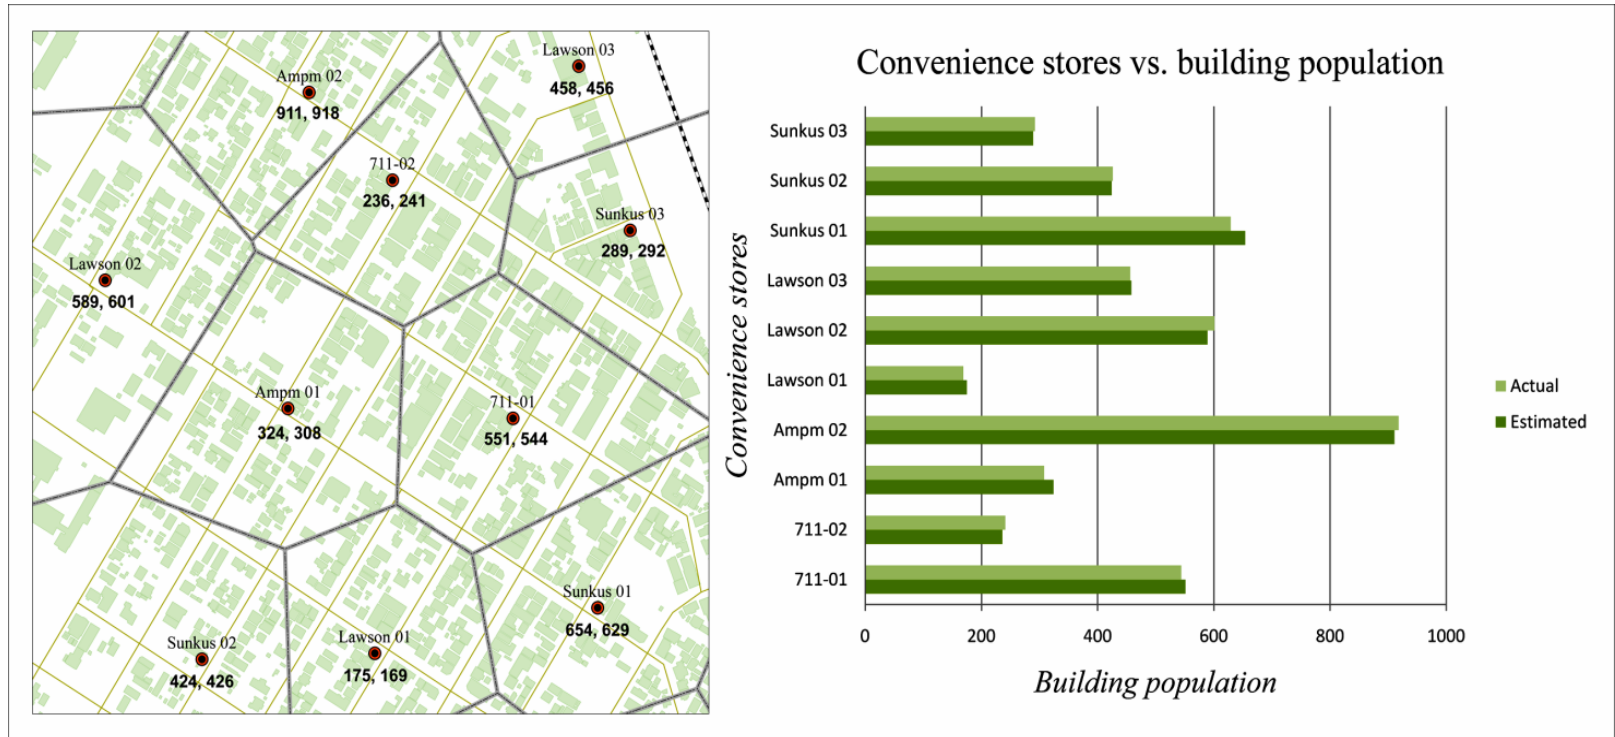 Lawson 03
458, 456
Ampm 02
911, 918
711-02
236, 241
Sunkus 03
289, 292
Lawson 02
589, 601
Ampm 01
324, 308
711-01
551, 544
Sunkus 01
654, 629
Sunkus 02
424, 426
Lawson 01
175, 169
Convenience stores vs. building population
Convenience stores
Sunkus 03
Sunkus 02
Sunkus 01
Lawson 03
Lawson 02
Lawson 01
Ampm 02
Ampm 01
711-02
711-01
0 200 400 600 800 1000
Building population
Actual
Estimated